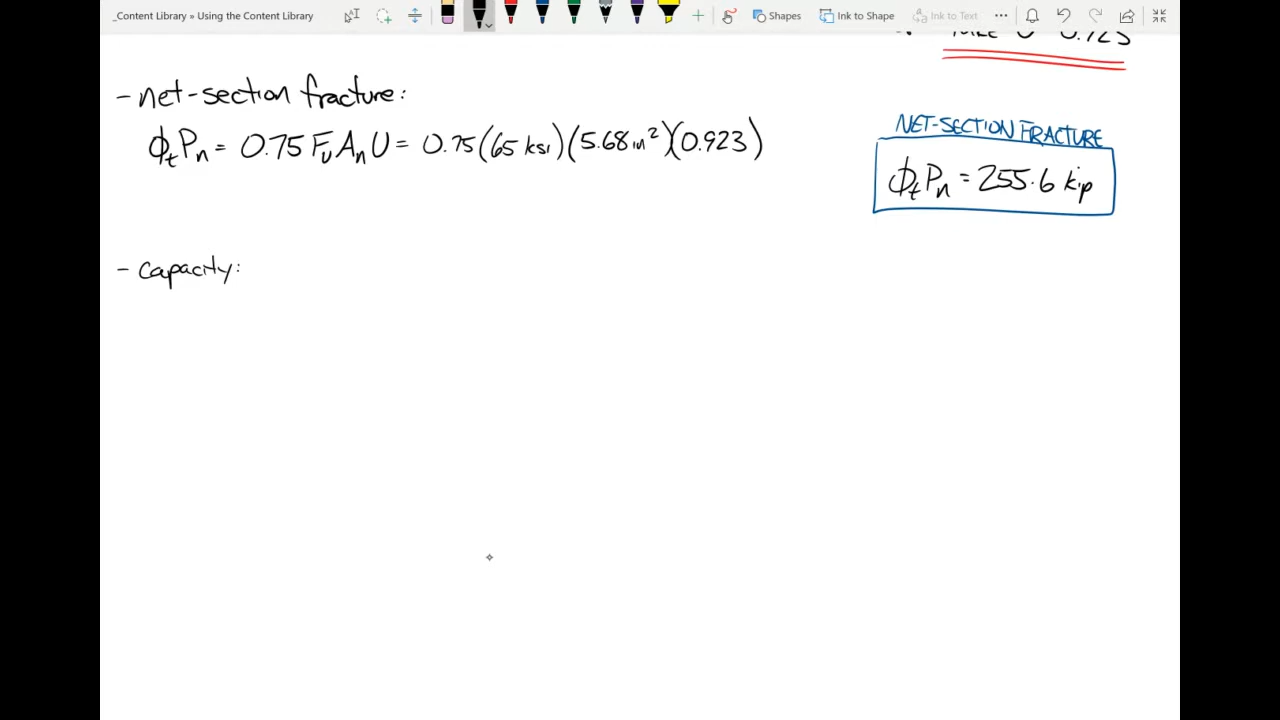 _Content Library » Using the Content Library
Shapes
Ink to Shape
Ink to Text
- net-section fracture:
ϕtPn = 0.75 FuAnU = 0.75(65 ksi)(5.68 in²)(0.923)
NET-SECTION FRACTURE
ϕtPn = 255.6 kip
- capacity: